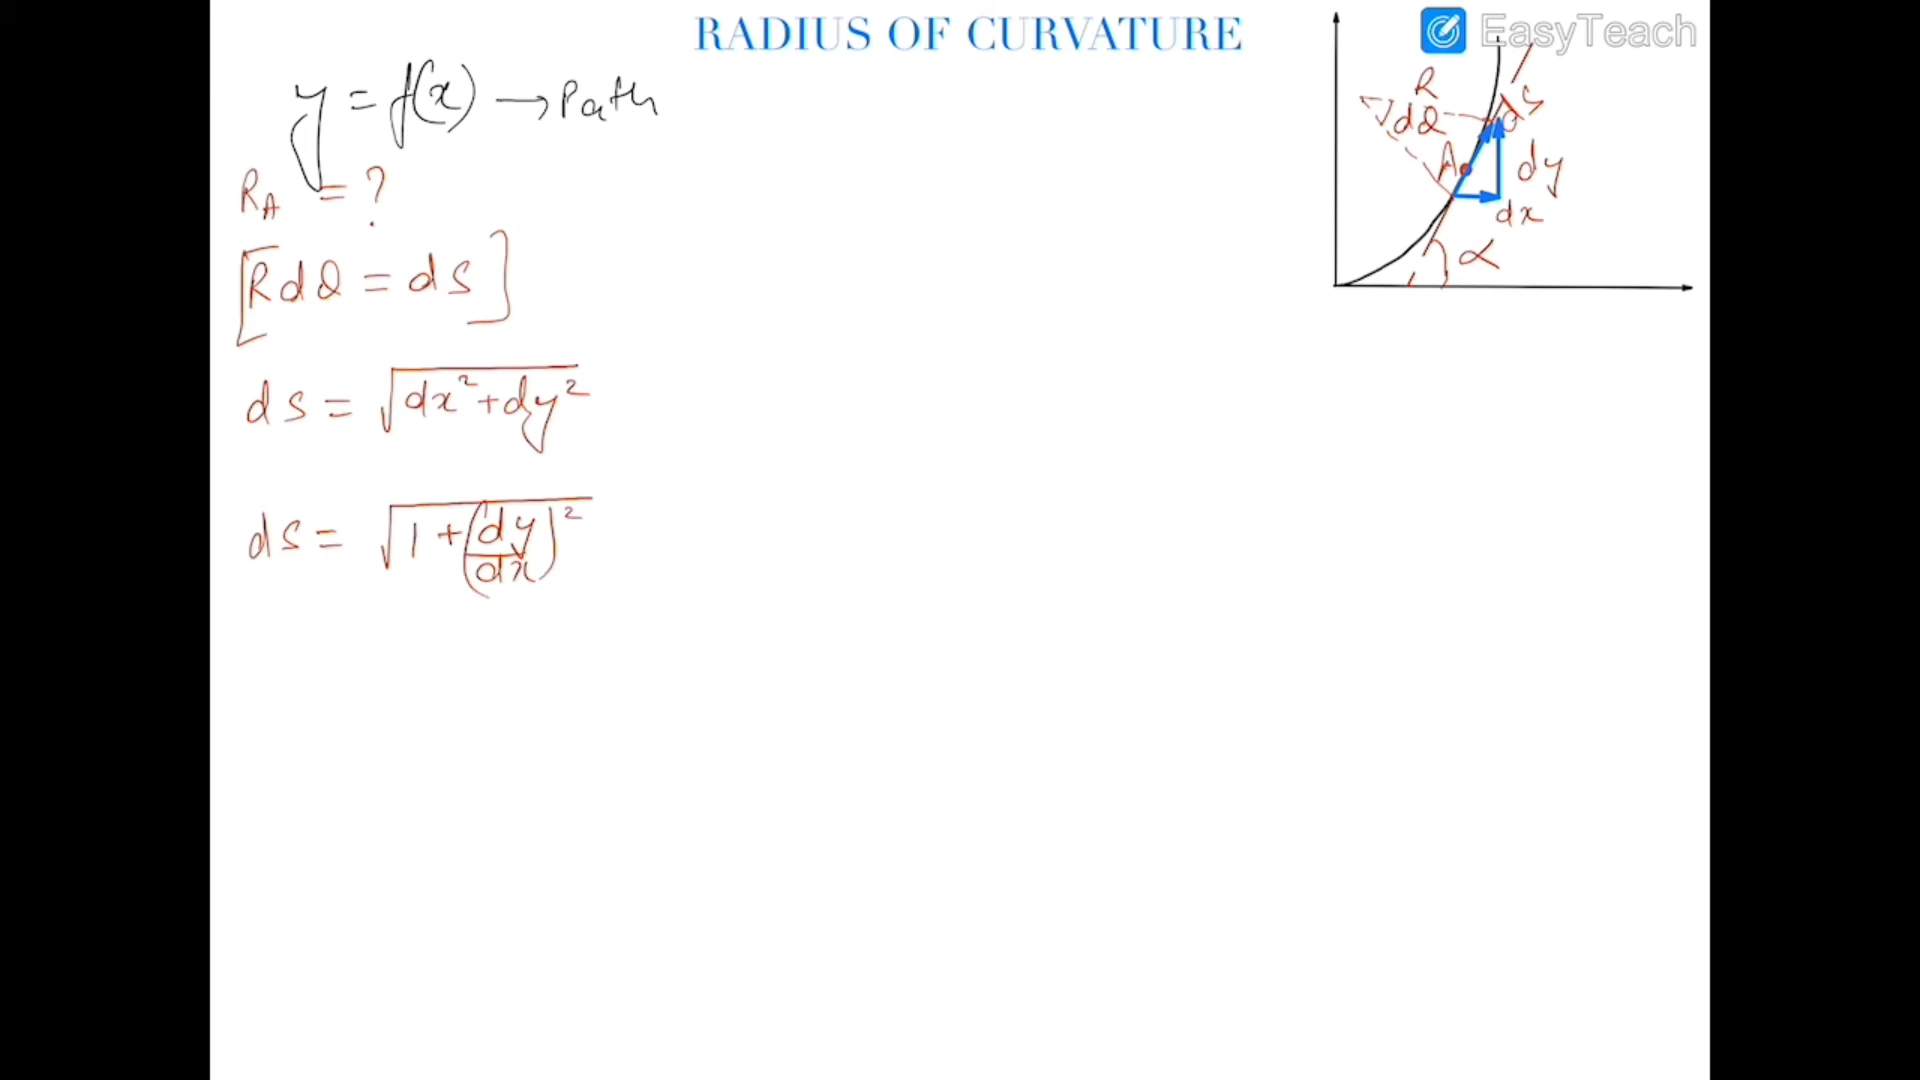 RADIUS OF CURVATURE
EasyTeach
y = f(x) → Path
R_A = ?
[Rdθ = ds]
ds = √(dx² + dy²)
ds = √(1 + (dy/dx)²)
R
ds
dθ
A
dy
dx
α